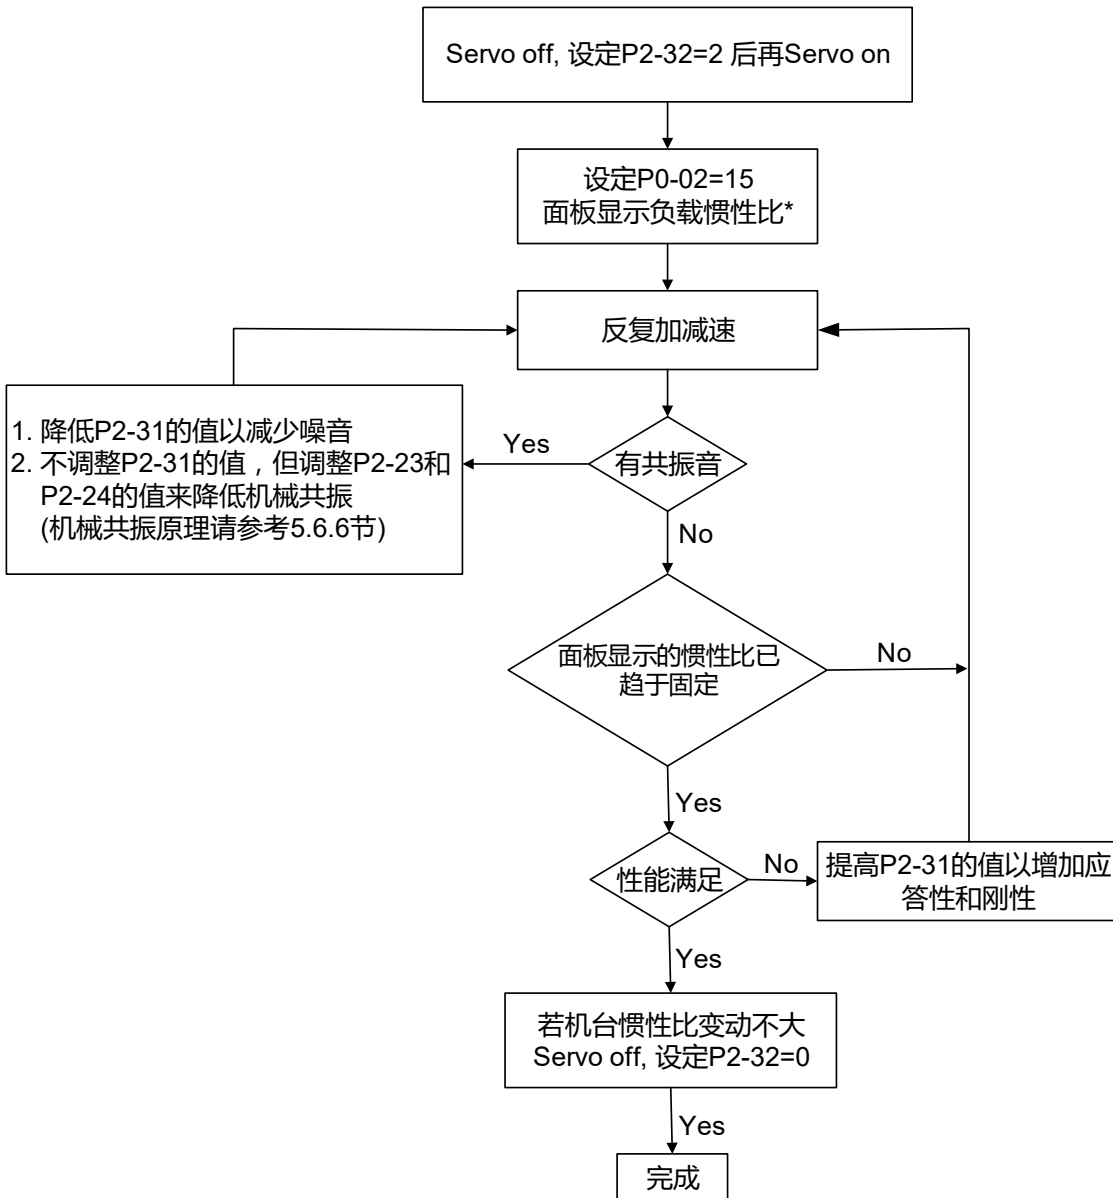 Servo off, 设定P2-32=2 后再Servo on
设定P0-02=15
面板显示负载惯性比*
反复加减速
1. 降低P2-31的值以减少噪音
2. 不调整P2-31的值，但调整P2-23和
P2-24的值来降低机械共振
(机械共振原理请参考5.6.6节)
Yes
有共振音
No
面板显示的惯性比已
趋于固定
No
Yes
性能满足
No
提高P2-31的值以增加应
答性和刚性
Yes
若机台惯性比变动不大
Servo off, 设定P2-32=0
Yes
完成